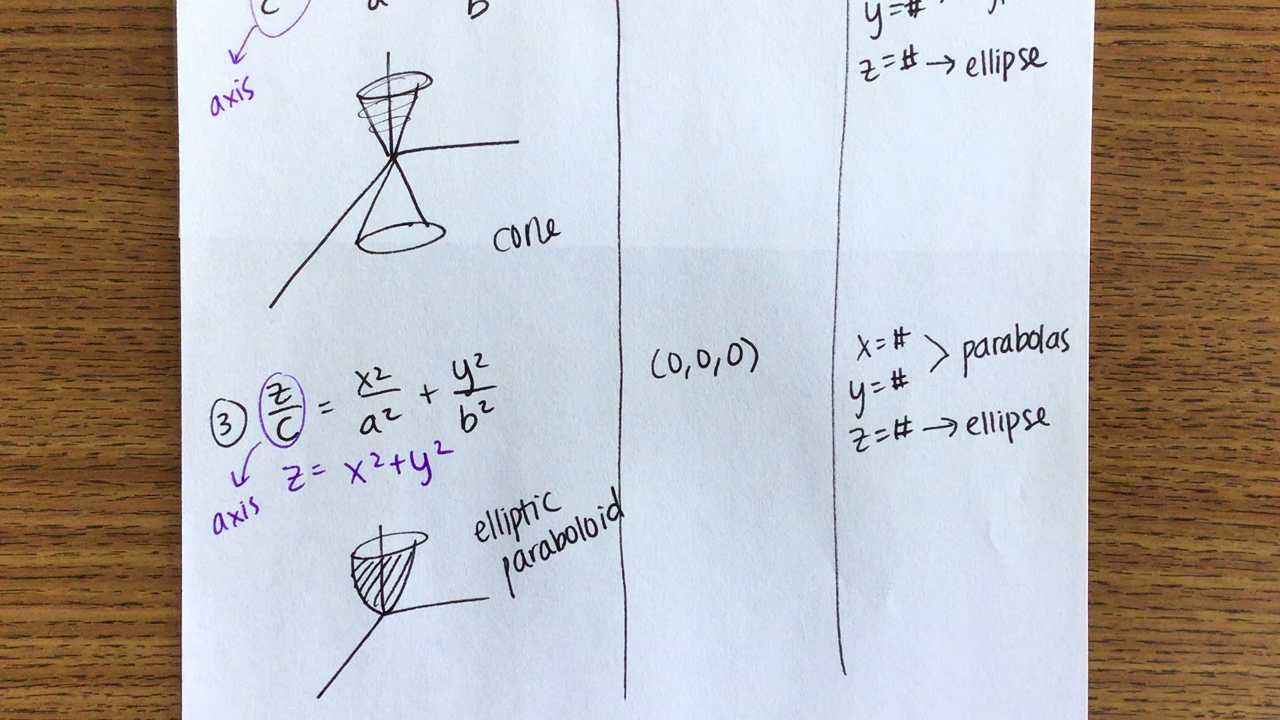 c a b
y=#
z=# → ellipse
axis
cone
③ z/c = x²/a² + y²/b²
z= x²+y²
axis
elliptic
paraboloid
(0,0,0)
x=# > parabolas
y=#
z=# → ellipse